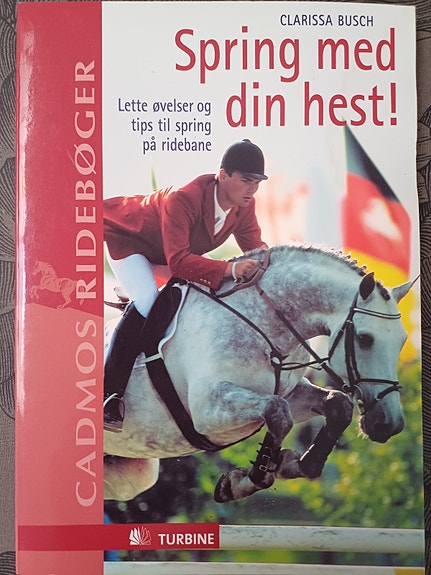 CLARISSA BUSCH
Spring med
din hest!
Lette øvelser og
tips til spring
på ridebane
CADMOS RIDEBØGER
TURBINE